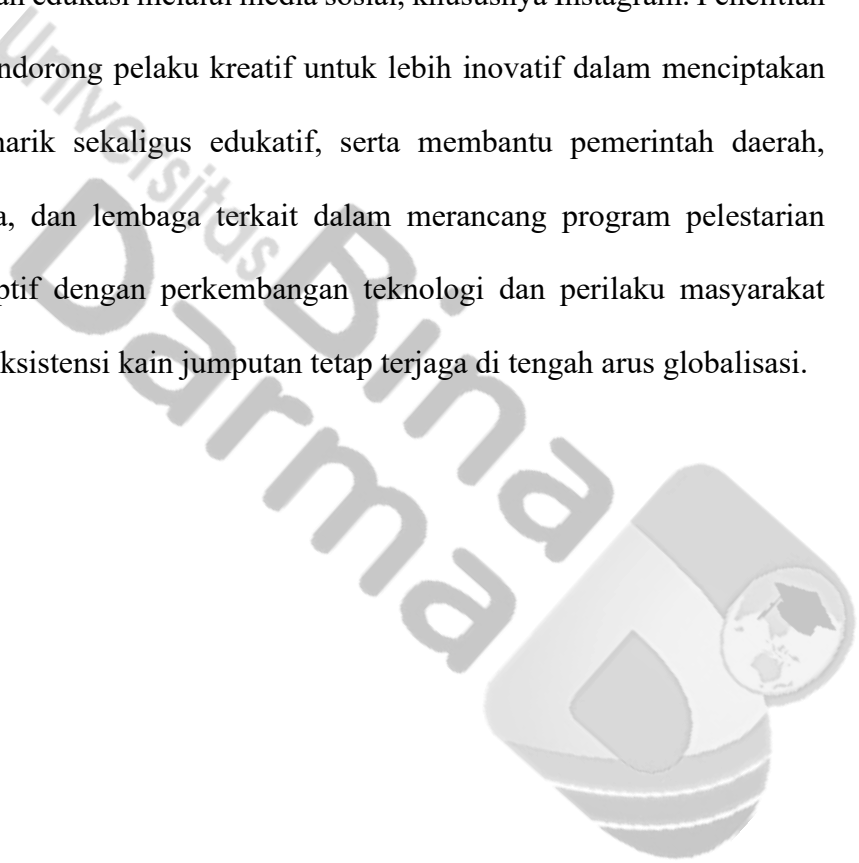 edukasi melalui media sosial, khususnya Instagram. Penelitian
ndorong pelaku kreatif untuk lebih inovatif dalam menciptakan
narik sekaligus edukatif, serta membantu pemerintah daerah,
a, dan lembaga terkait dalam merancang program pelestarian
ptif dengan perkembangan teknologi dan perilaku masyarakat
ksistensi kain jumputan tetap terjaga di tengah arus globalisasi.
Universitas
Bina
Darma